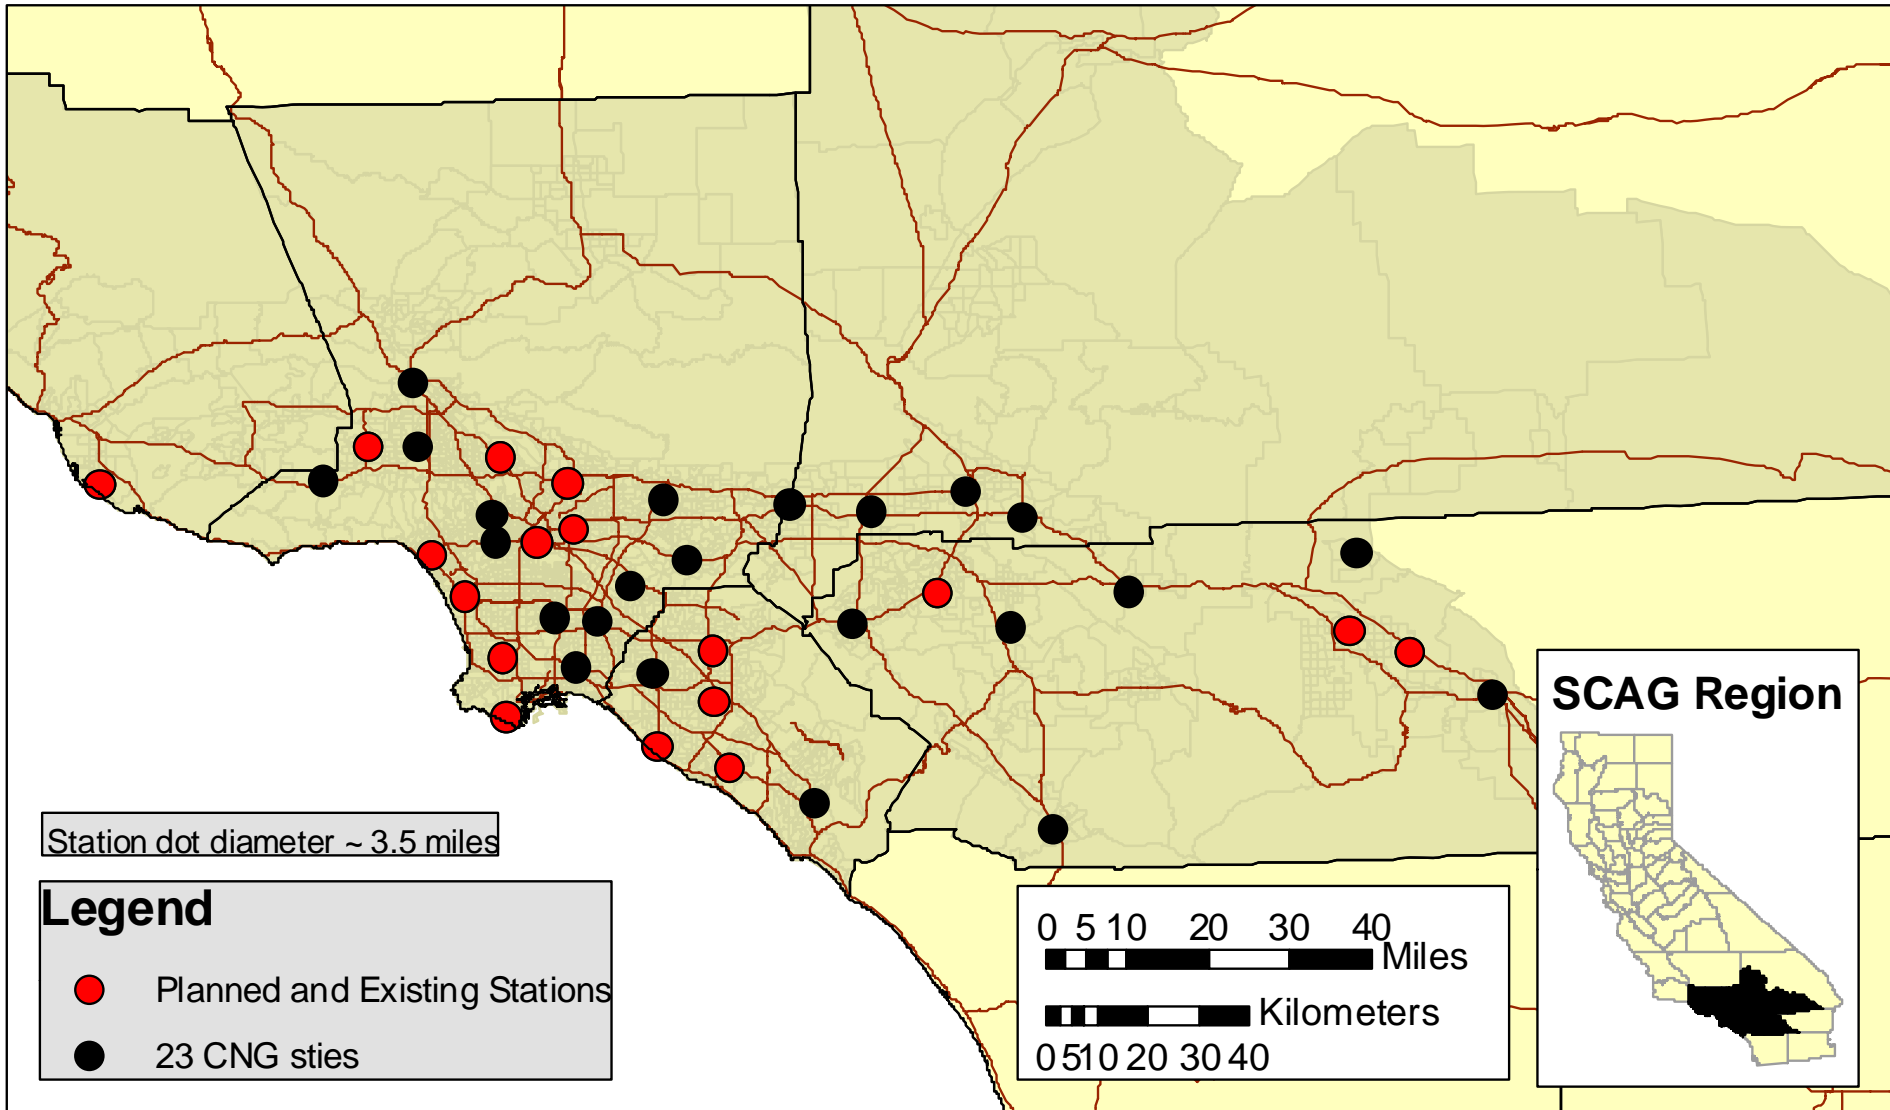 SCAG Region
Station dot diameter ~ 3.5 miles
Legend
Planned and Existing Stations
23 CNG sties
0 5 10 20 30 40
Miles
Kilometers
0 5 10 20 30 40